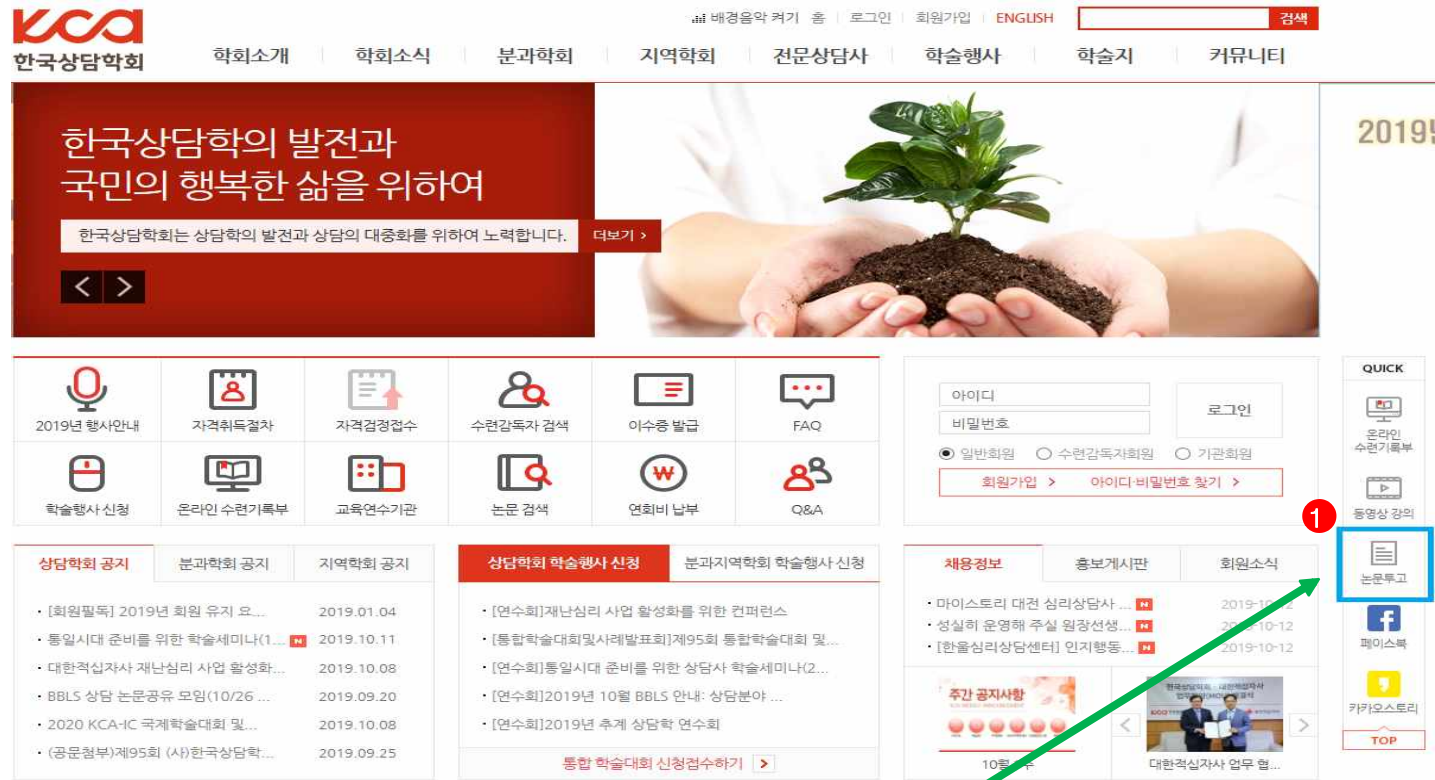 kca
한국상담학회
배경음악 켜기 홈 로그인 회원가입 ENGLISH 검색
학회소개 학회소식 분과학회 지역학회 전문상담사 학술행사 학술지 커뮤니티
한국상담학의 발전과
국민의 행복한 삶을 위하여
한국상담학회는 상담학의 발전과 상담의 대중화를 위하여 노력합니다. 더보기 >
< >
2019
2019년 행사안내 자격취득절차 자격검정접수 수련감독자 검색 이수증 발급 FAQ
학술행사 신청 온라인 수련기록부 교육연수기관 논문 검색 연회비 납부 Q&A
아이디
비밀번호
로그인
일반회원 수련감독자회원 기관회원
회원가입 > 아이디·비밀번호 찾기 >
QUICK
온라인
수련기록부
동영상 강의
1
논문투고
페이스북
카카오스토리
TOP
상담학회 공지 분과학회 공지 지역학회 공지
· [회원필독] 2019년 회원 유지 요... 2019.01.04
· 통일시대 준비를 위한 학술세미나(1... N 2019.10.11
· 대한적십자사 재난심리 사업 활성화... 2019.10.08
· BBLS 상담 논문공유 모임(10/26 ... 2019.09.20
· 2020 KCA-IC 국제학술대회 및... 2019.10.08
· (공문첨부)제95회 (사)한국상담학... 2019.09.25
상담학회 학술행사 신청 분과지역학회 학술행사 신청
· [연수회]재난심리 사업 활성화를 위한 컨퍼런스
· [통합학술대회및사례발표회]제95회 통합학술대회 및...
· [연수회]통일시대 준비를 위한 상담사 학술세미나(2...
· [연수회]2019년 10월 BBLS 안내: 상담분야 ...
· [연수회]2019년 추계 상담학 연수회
통합 학술대회 신청접수하기 >
채용정보 홍보게시판 회원소식
· 마이스토리 대전 심리상담사 ... N 2019-10-12
· 성실히 운영해 주실 원장선생... N 2019-10-12
· [한울심리상담센터] 인지행동... N 2019-10-12
주간 공지사항
10월
< >
대한적십자사 업무 협...